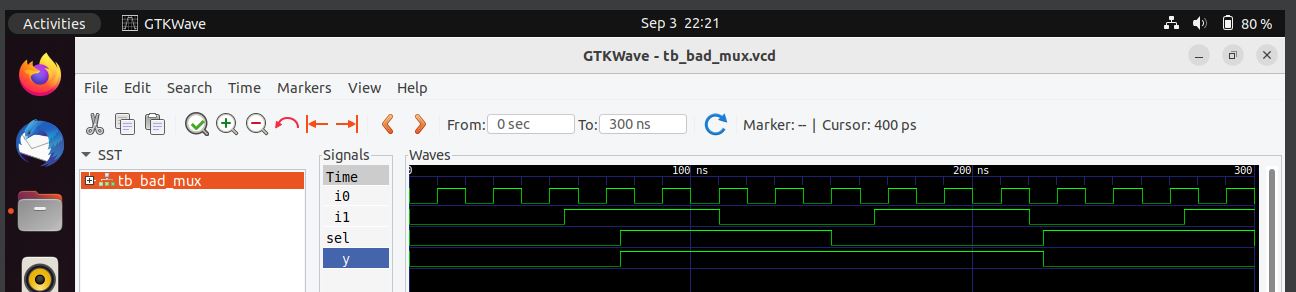 Activities GTKWave Sep 3 22:21 80 %
GTKWave - tb_bad_mux.vcd
File Edit Search Time Markers View Help
From: 0 sec To: 300 ns Marker: -- | Cursor: 400 ps
SST Signals Waves
tb_bad_mux Time 0 100 ns 200 ns 300
i0
i1
sel
y